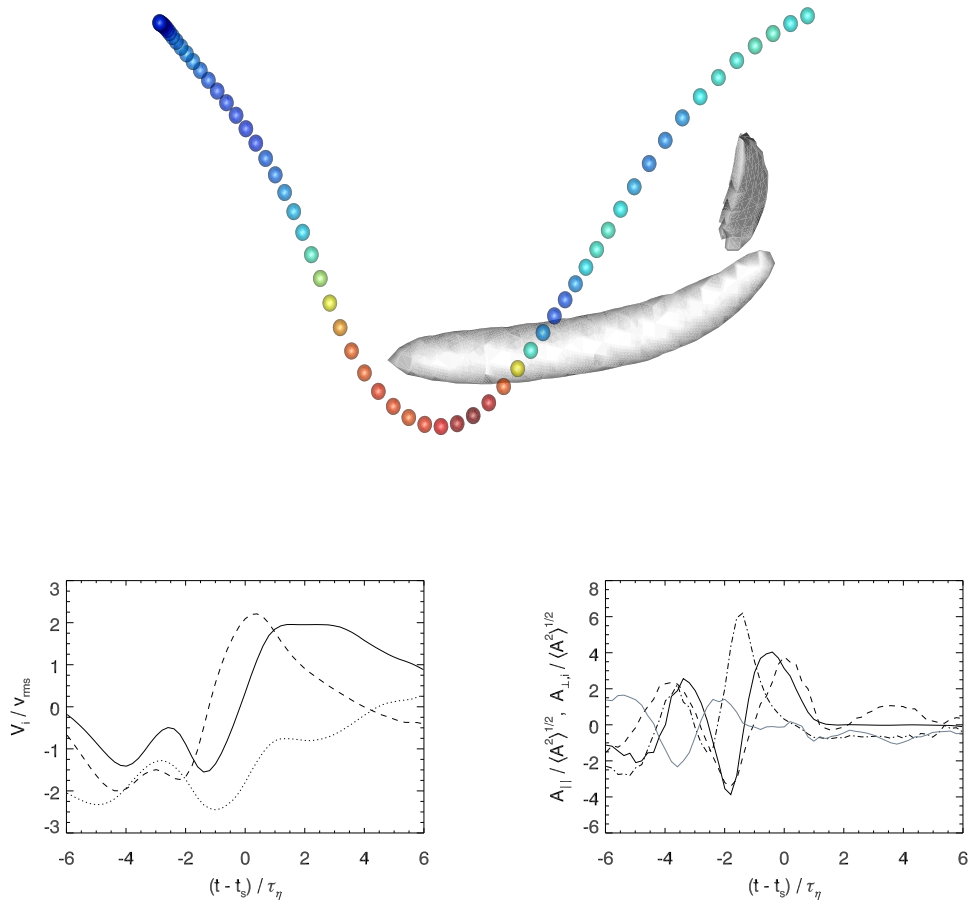 3
2
1
0
-1
-2
-3
V_i / v_rms
-6 -4 -2 0 2 4 6
(t - t_s) / τ_η
8
6
4
2
0
-2
-4
-6
A_|| / ⟨A²⟩^1/2 , A_⊥,i / ⟨A²⟩^1/2
-6 -4 -2 0 2 4 6
(t - t_s) / τ_η